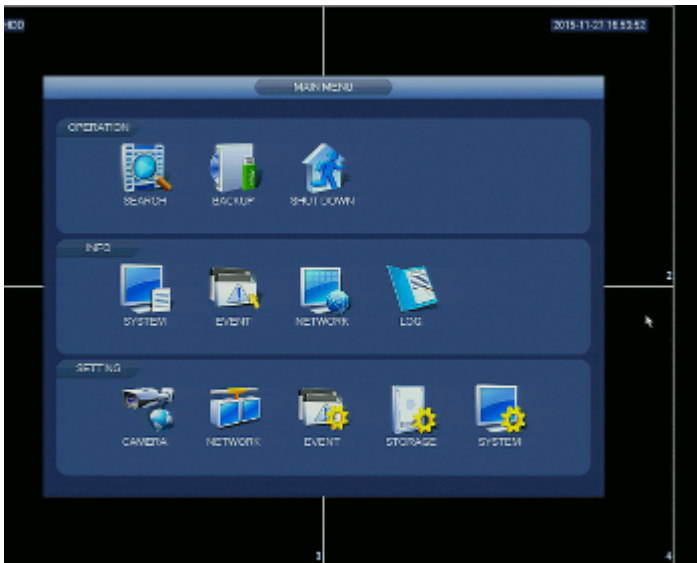 HDD
2015-11-27 16:53:52
MAIN MENU
OPERATION
SEARCH BACKUP SHUTDOWN
INFO
SYSTEM EVENT NETWORK LOG
2
SETTING
CAMERA NETWORK EVENT STORAGE SYSTEM
3 4